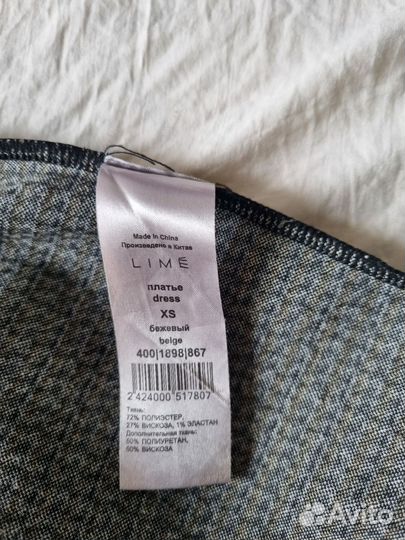 Made in China
Произведено в Китае
LIMÉ
платье
dress
XS
бежевый
beige
400|1898|867
2 424000 517807
Ткань:
72% ПОЛИЭСТЕР,
27% ВИСКОЗА, 1% ЭЛАСТАН
Дополнительная ткань:
50% ПОЛИУРЕТАН,
50% ВИСКОЗА
Avito